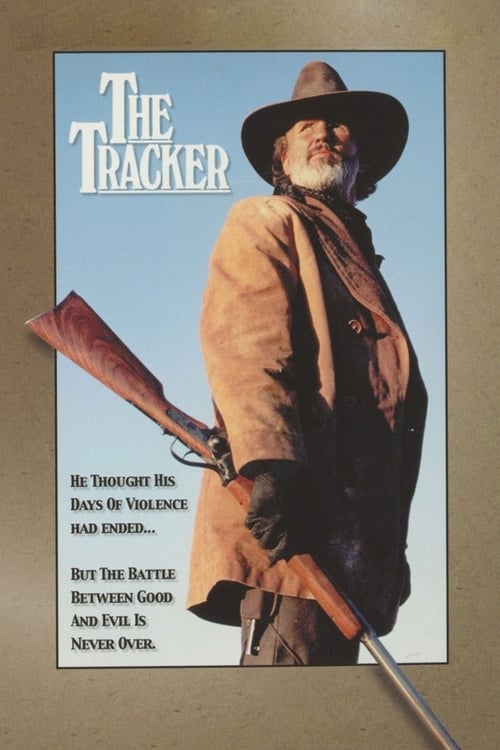 The
Tracker
He Thought His
Days Of Violence
had ended...
But The Battle
Between Good
And Evil Is
Never Over.